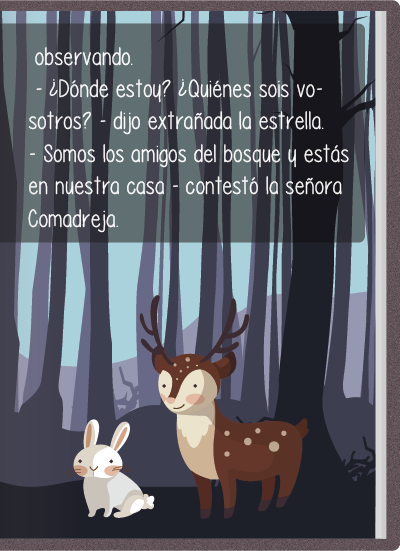 observando.
- ¿Dónde estoy? ¿Quiénes sois vo-
sotros? - dijo extrañada la estrella.
- Somos los amigos del bosque y estás
en nuestra casa - contestó la señora
Comadreja.